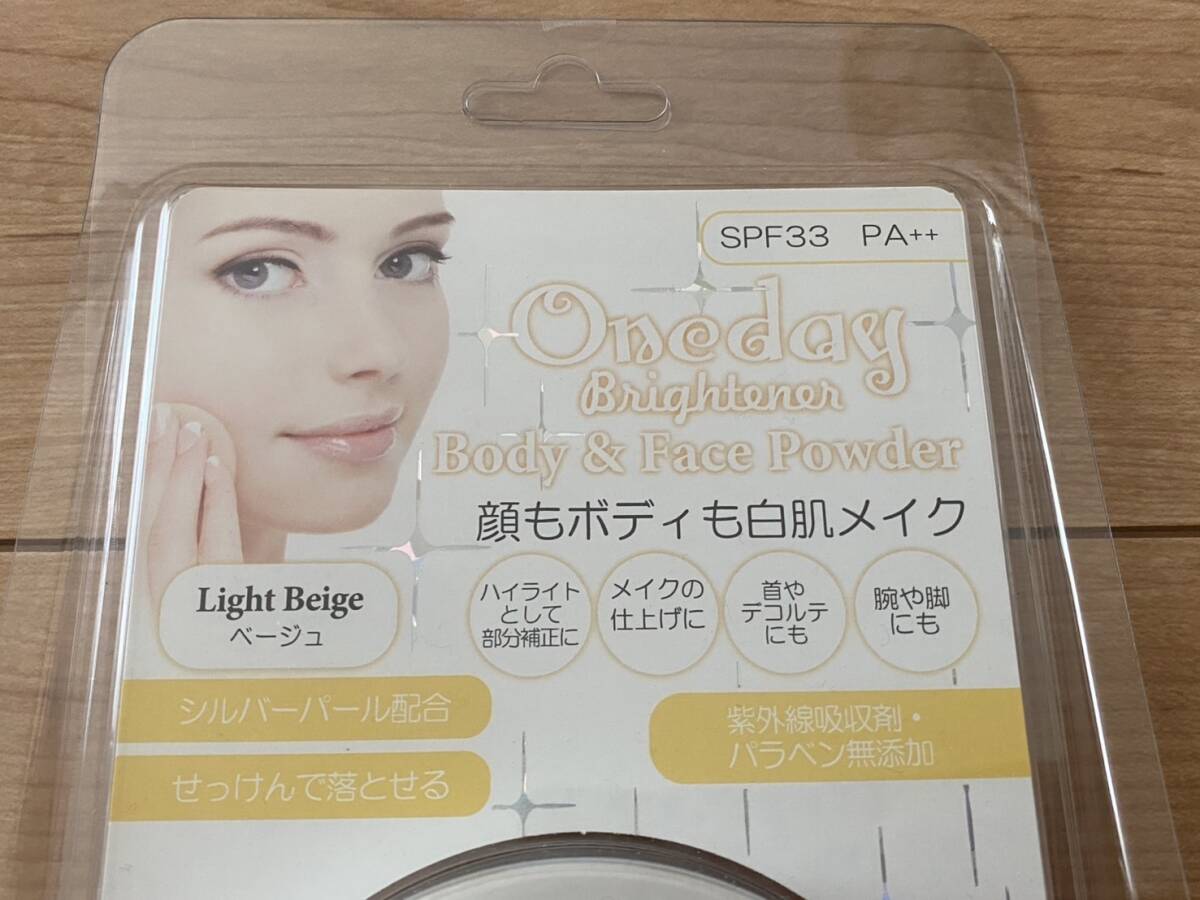 SPF33 PA++
Oneday
Brightener
Body & Face Powder
顔もボディも白肌メイク
Light Beige
ベージュ
ハイライト
として
部分補正に
メイクの
仕上げに
首や
デコルテ
にも
腕や脚
にも
シルバーパール配合
せっけんで落とせる
紫外線吸収剤・
パラベン無添加